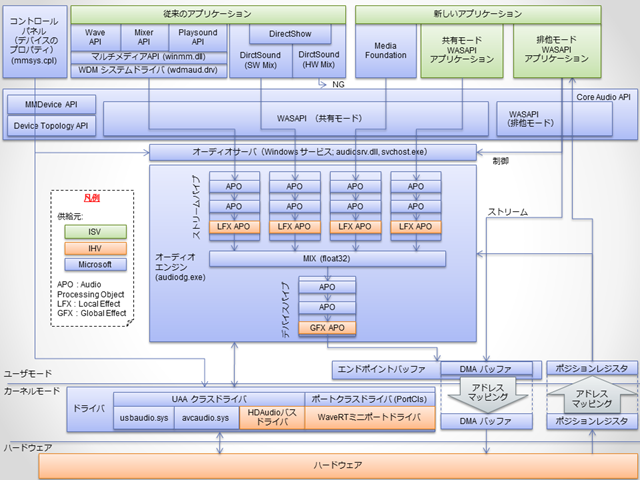 コントロール
パネル
(デバイスの
プロパティ)
(mmsys.cpl)
従来のアプリケーション
Wave
API
Mixer
API
Playsound
API
マルチメディアAPI (winmm.dll)
WDM システムドライバ (wdmaud.drv)
DirectShow
DirctSound
(SW Mix)
DirctSound
(HW Mix)
NG
新しいアプリケーション
Media
Foundation
共有モード
WASAPI
アプリケーション
排他モード
WASAPI
アプリケーション
Core Audio API
MMDevice API
Device Topology API
WASAPI (共有モード)
WASAPI
(排他モード)
オーディオサーバ (Windows サービス; audicsrv.dll, svchost.exe)
制御
ストリーム
ストリームパイプ
APO
APO
LFX APO
APO
APO
LFX APO
APO
APO
LFX APO
APO
APO
LFX APO
オーディオ
エンジン
(audiodg.exe)
MIX (float32)
デバイスパイプ
APO
APO
GFX APO
凡例
供給元:
ISV
IHV
Microsoft
APO : Audio
Processing Object
LFX : Local Effect
GFX : Global Effect
エンドポイントバッファ
DMA バッファ
ポジションレジスタ
ユーザモード
カーネルモード
アドレス
マッピング
アドレス
マッピング
ドライバ
UAA クラスドライバ
ポートクラスドライバ (PortCls)
usbaudio.sys
avcaudio.sys
HDAudioバス
ドライバ
WaveRTミニポートドライバ
DMA バッファ
ポジションレジスタ
ハードウェア
ハードウェア